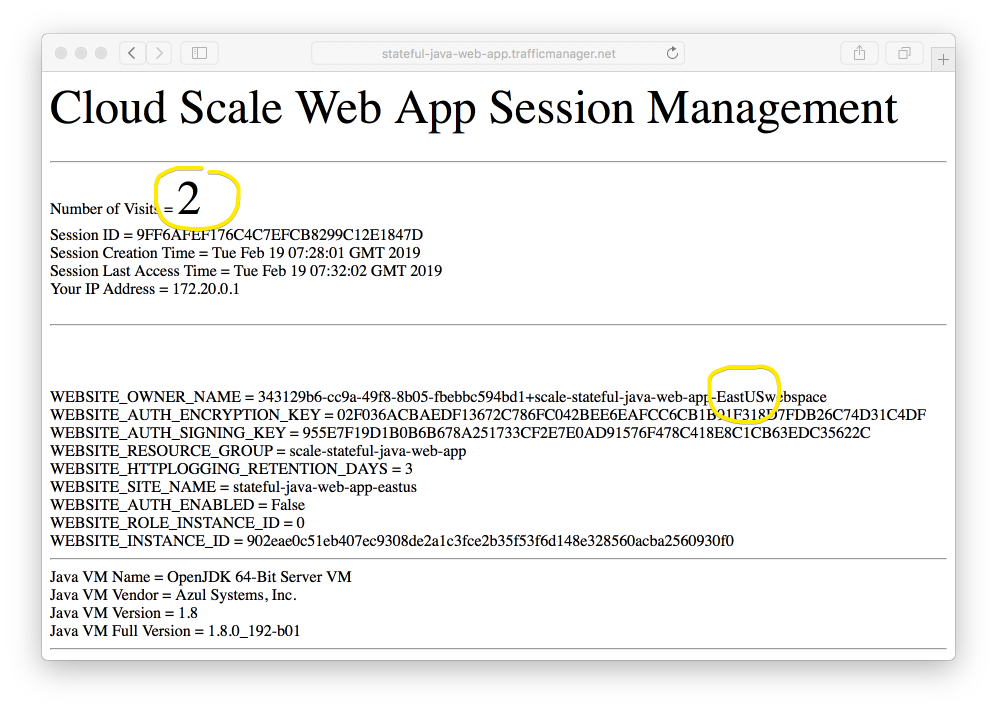 stateful-java-web-app.trafficmanager.net
Cloud Scale Web App Session Management
Number of Visits = 2
Session ID = 9FF6AFEF176C4C7EFCB8299C12E1847D
Session Creation Time = Tue Feb 19 07:28:01 GMT 2019
Session Last Access Time = Tue Feb 19 07:32:02 GMT 2019
Your IP Address = 172.20.0.1
WEBSITE_OWNER_NAME = 343129b6-cc9a-49f8-8b05-fbebbc594bd1+scale-stateful-java-web-app-EastUSwebspace
WEBSITE_AUTH_ENCRYPTION_KEY = 02F036ACBAEDF13672C786FC042BEE6EAFCC6CB1B91F318D7FDB26C74D31C4DF
WEBSITE_AUTH_SIGNING_KEY = 955E7F19D1B0B6B678A251733CF2E7E0AD91576F478C418E8C1CB63EDC35622C
WEBSITE_RESOURCE_GROUP = scale-stateful-java-web-app
WEBSITE_HTTPLOGGING_RETENTION_DAYS = 3
WEBSITE_SITE_NAME = stateful-java-web-app-eastus
WEBSITE_AUTH_ENABLED = False
WEBSITE_ROLE_INSTANCE_ID = 0
WEBSITE_INSTANCE_ID = 902eae0c51eb407ec9308de2a1c3fce2b35f53f6d148e328560acba2560930f0
Java VM Name = OpenJDK 64-Bit Server VM
Java VM Vendor = Azul Systems, Inc.
Java VM Version = 1.8
Java VM Full Version = 1.8.0_192-b01